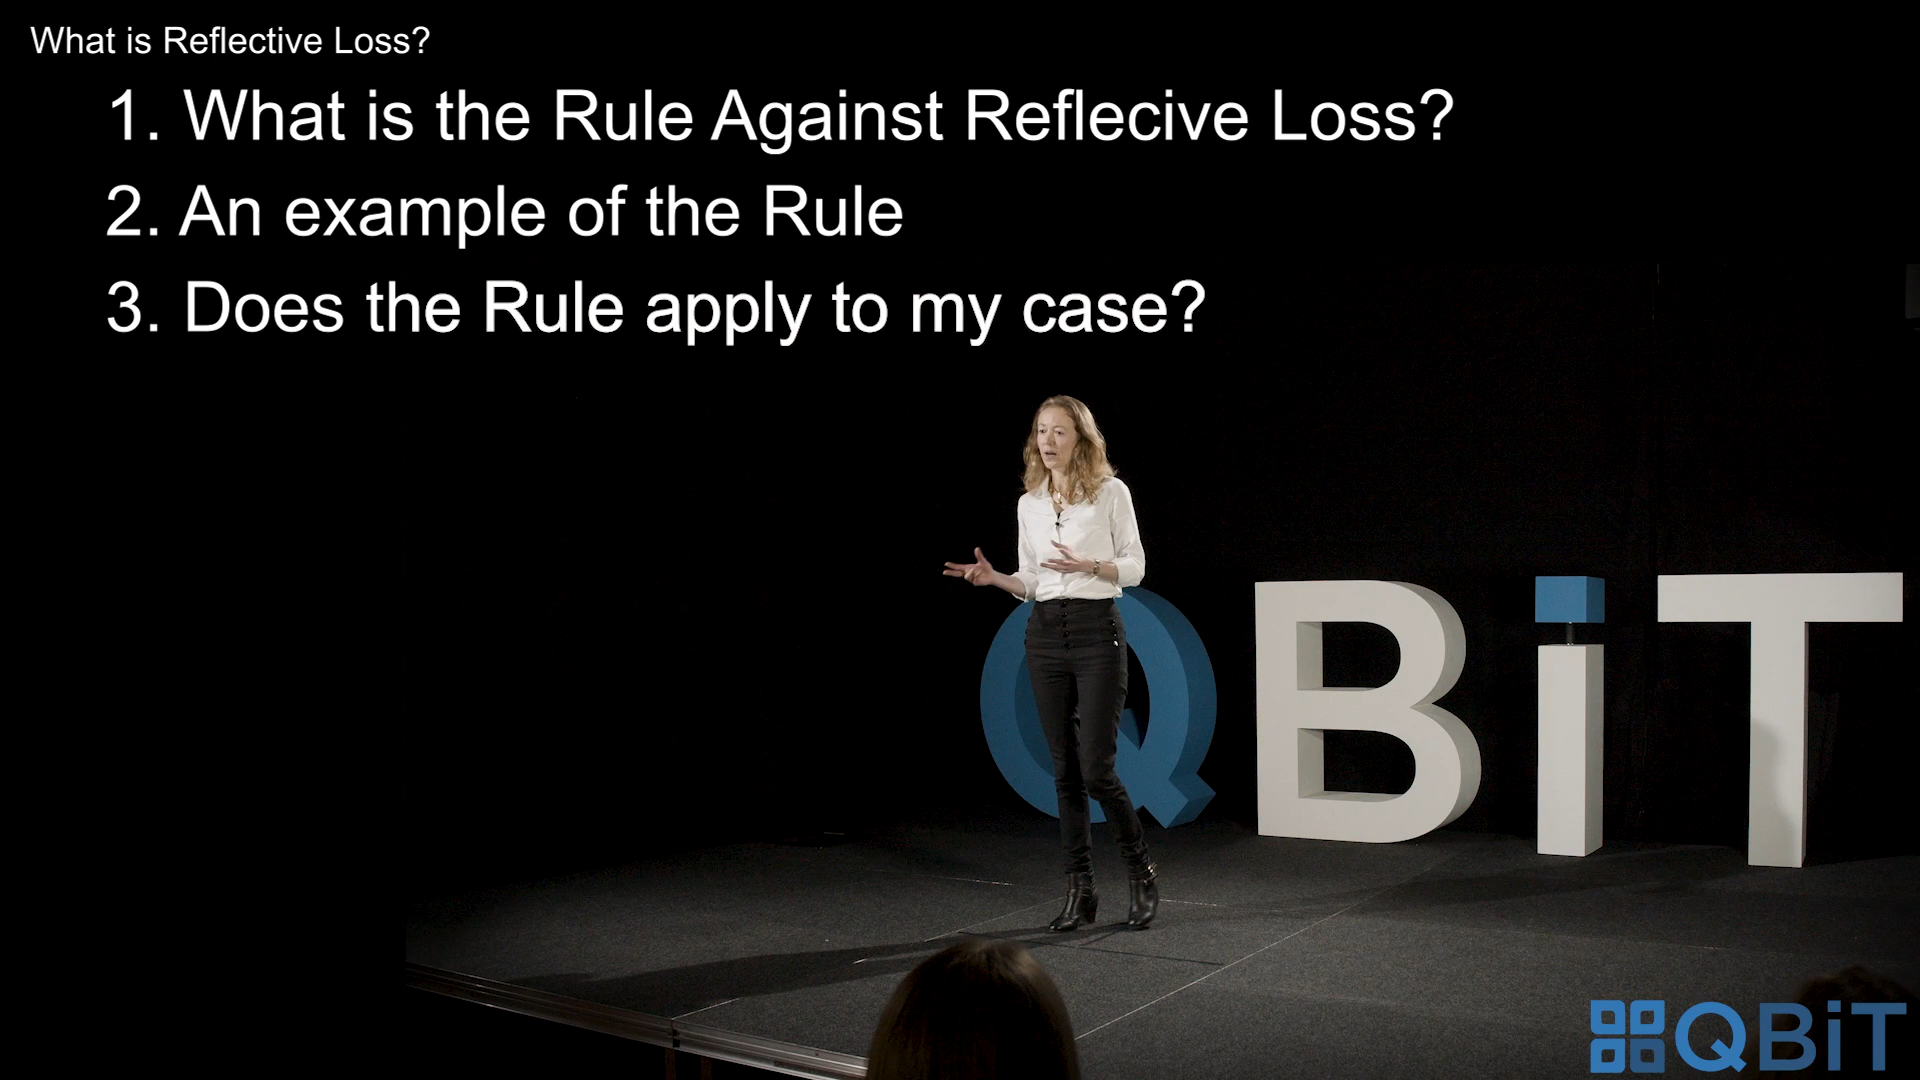 What is Reflective Loss?
1. What is the Rule Against Reflecive Loss?
2. An example of the Rule
3. Does the Rule apply to my case?
QBiT
QBiT